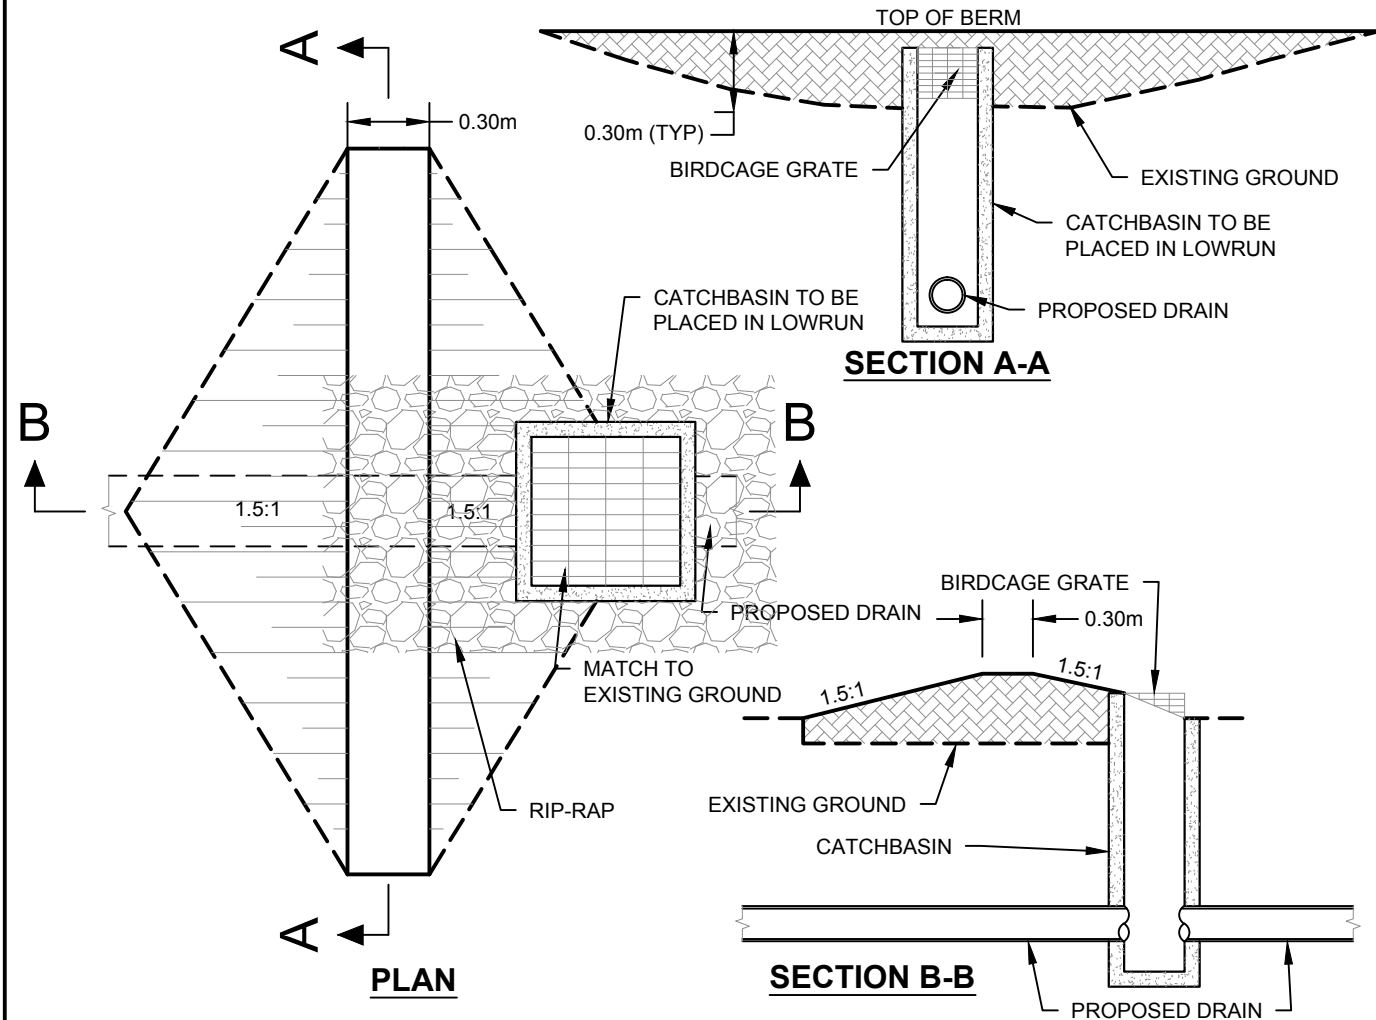 A
0.30m
CATCHBASIN TO BE
PLACED IN LOWRUN
B
B
1.5:1
1.5:1
PROPOSED DRAIN
MATCH TO
EXISTING GROUND
RIP-RAP
A
PLAN
TOP OF BERM
0.30m (TYP)
BIRDCAGE GRATE
EXISTING GROUND
CATCHBASIN TO BE
PLACED IN LOWRUN
PROPOSED DRAIN
SECTION A-A
BIRDCAGE GRATE
0.30m
1.5:1
1.5:1
EXISTING GROUND
CATCHBASIN
SECTION B-B
PROPOSED DRAIN